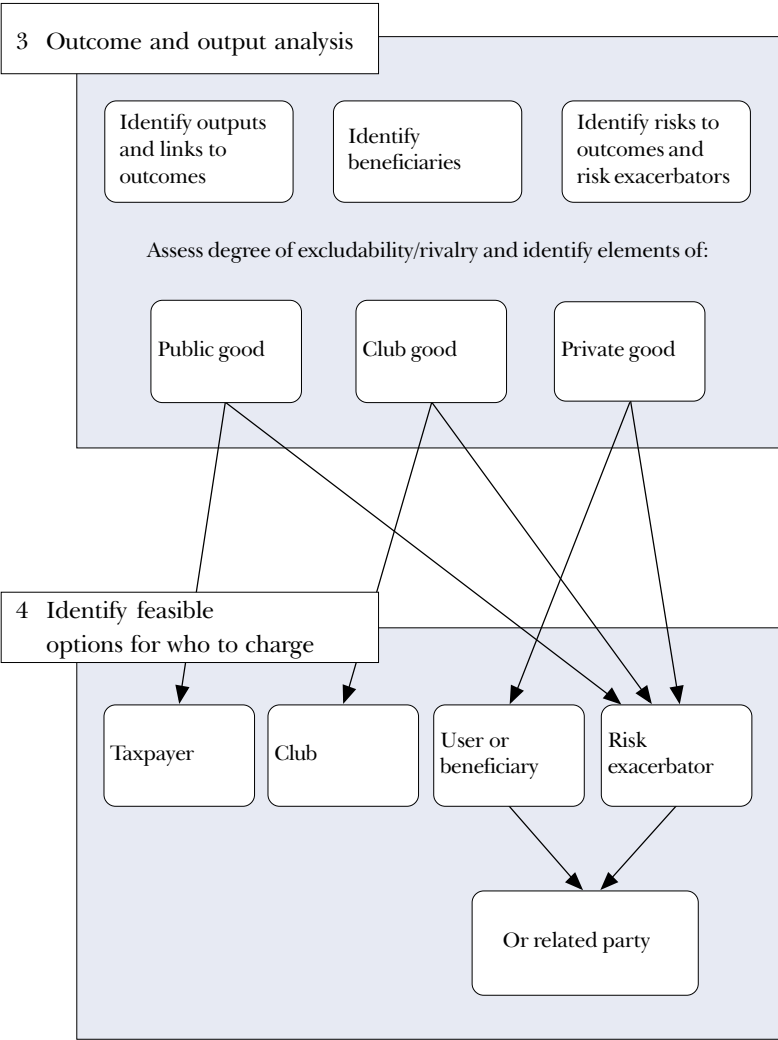 3 Outcome and output analysis
Identify outputs
and links to
outcomes
Identify
beneficiaries
Identify risks to
outcomes and
risk exacerbators
Assess degree of excludability/rivalry and identify elements of:
Public good
Club good
Private good
4 Identify feasible
options for who to charge
Taxpayer
Club
User or
beneficiary
Risk
exacerbator
Or related party